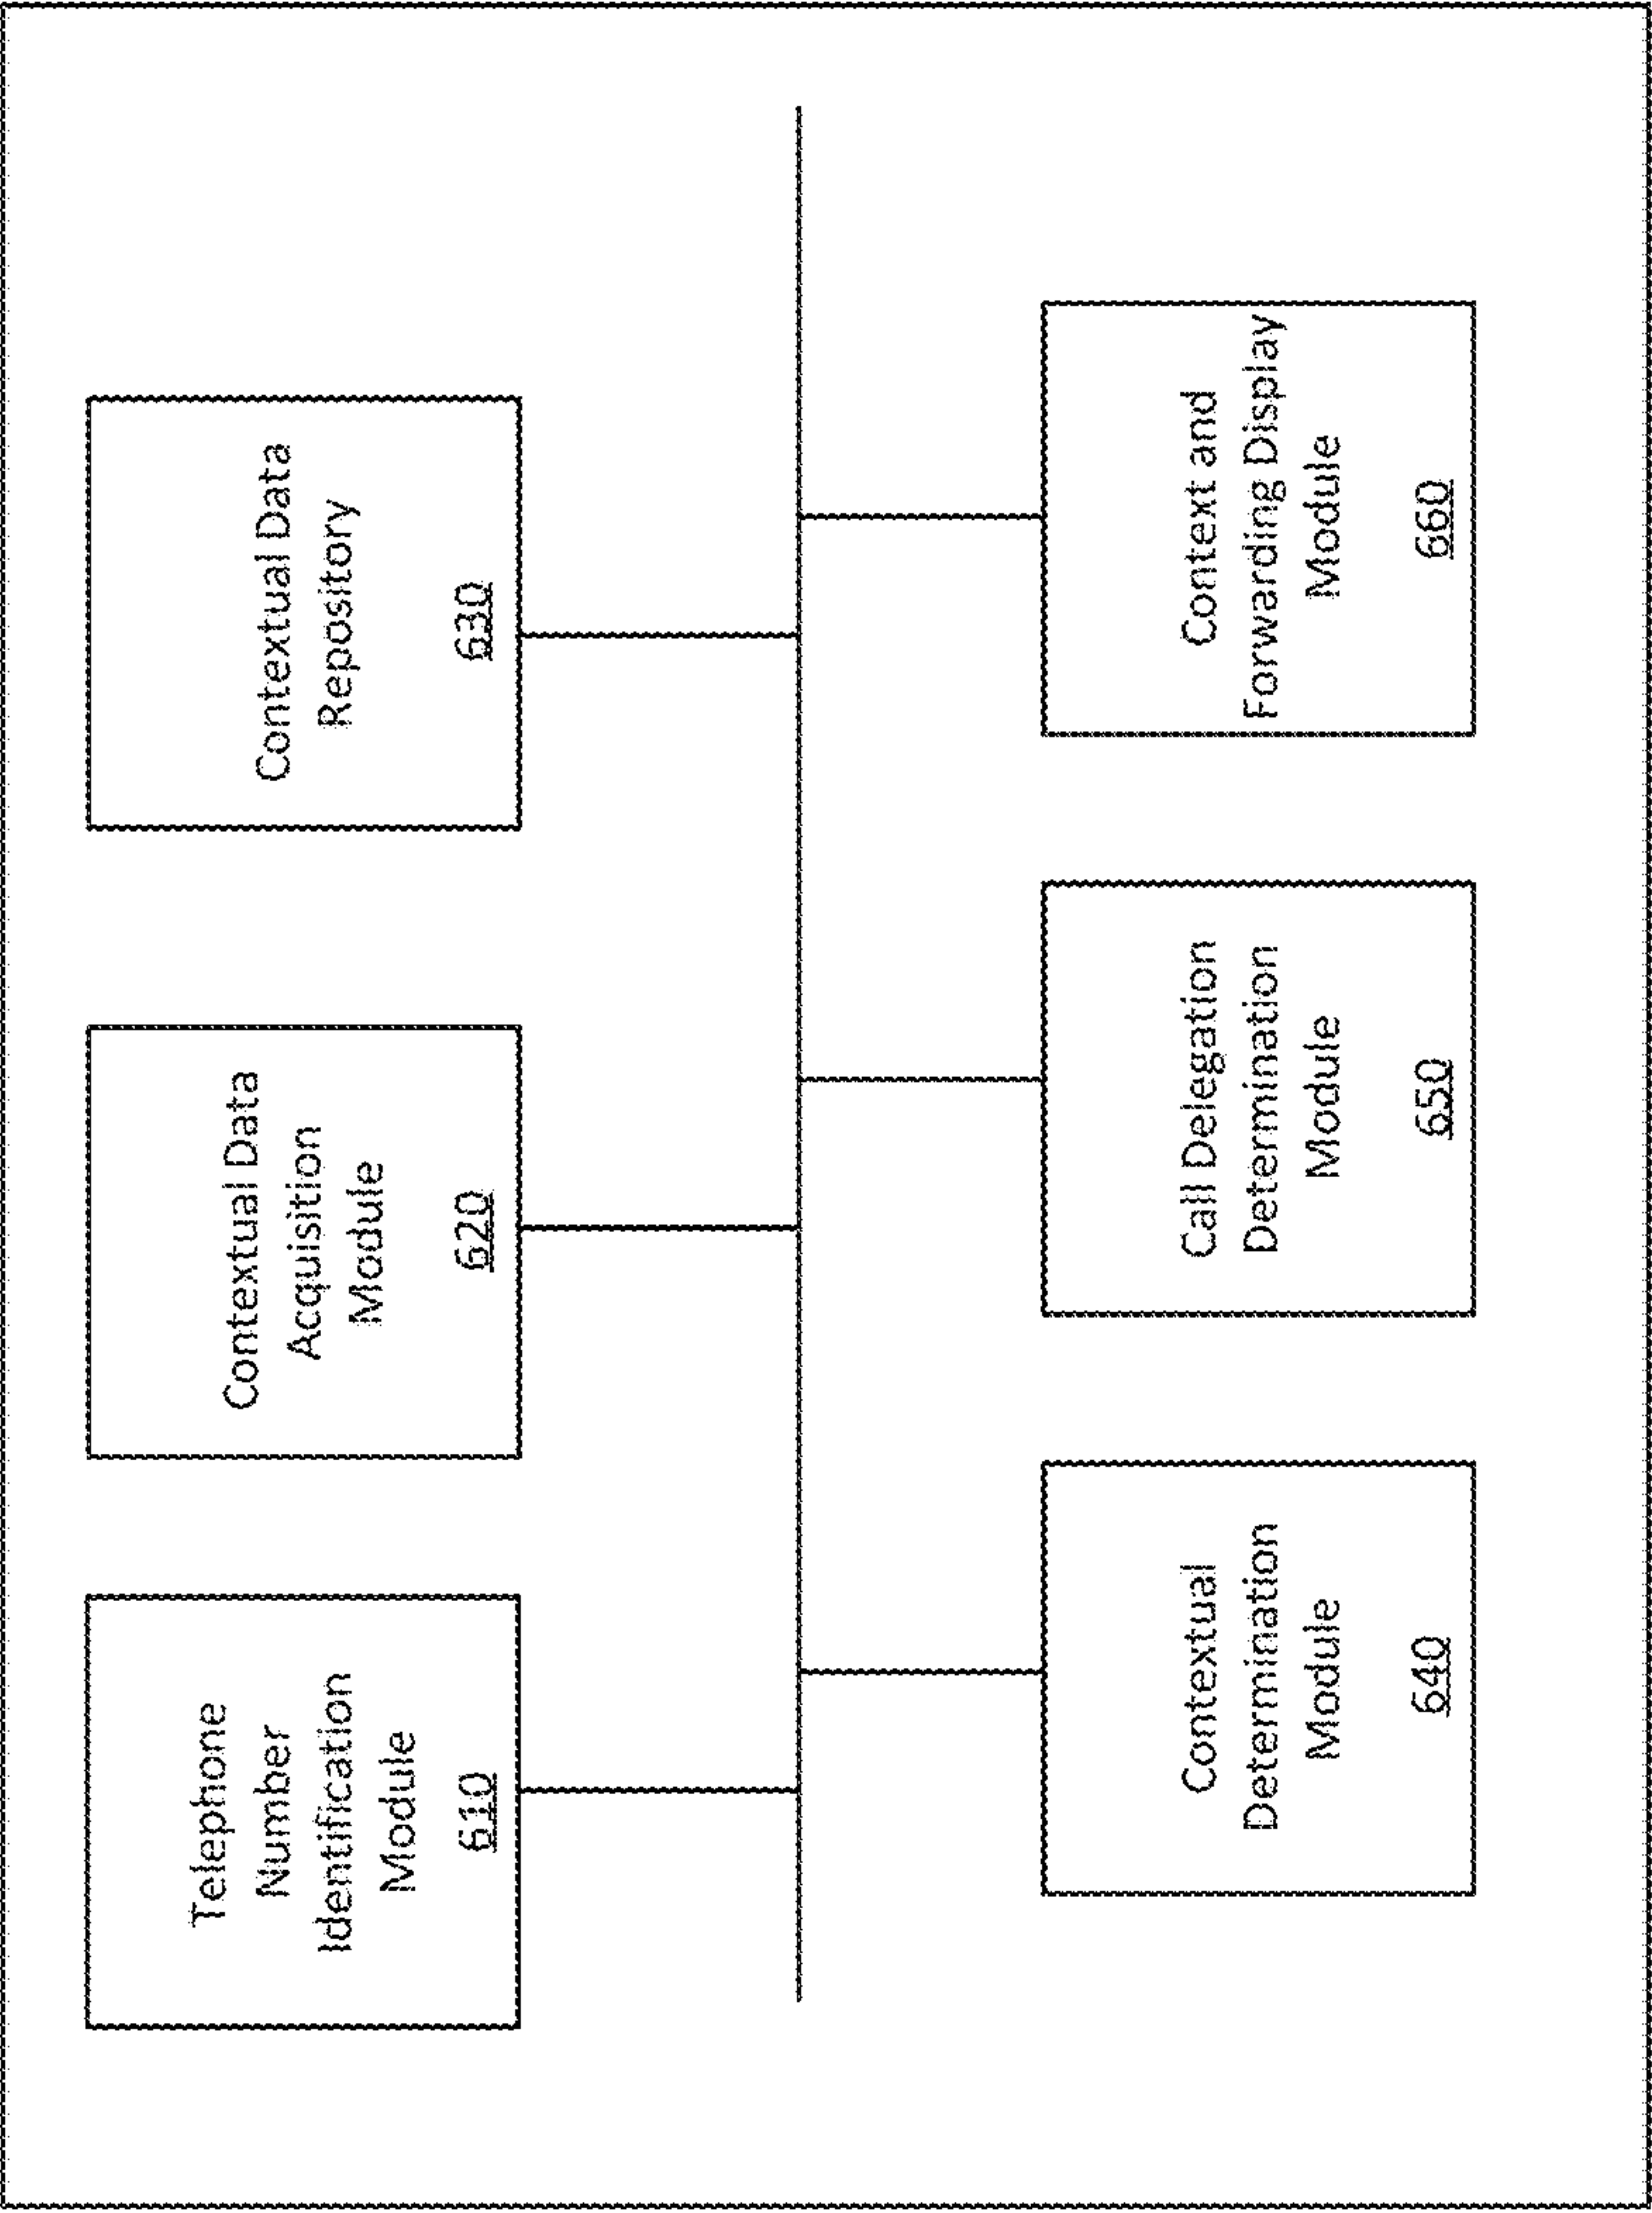 Telephone
Number
Identification
Module
610
Contextual Data
Acquisition
Module
620
Contextual Data
Repository
630
Contextual
Determination
Module
640
Call Delegation
Determination
Module
650
Context and
Forwarding Display
Module
660